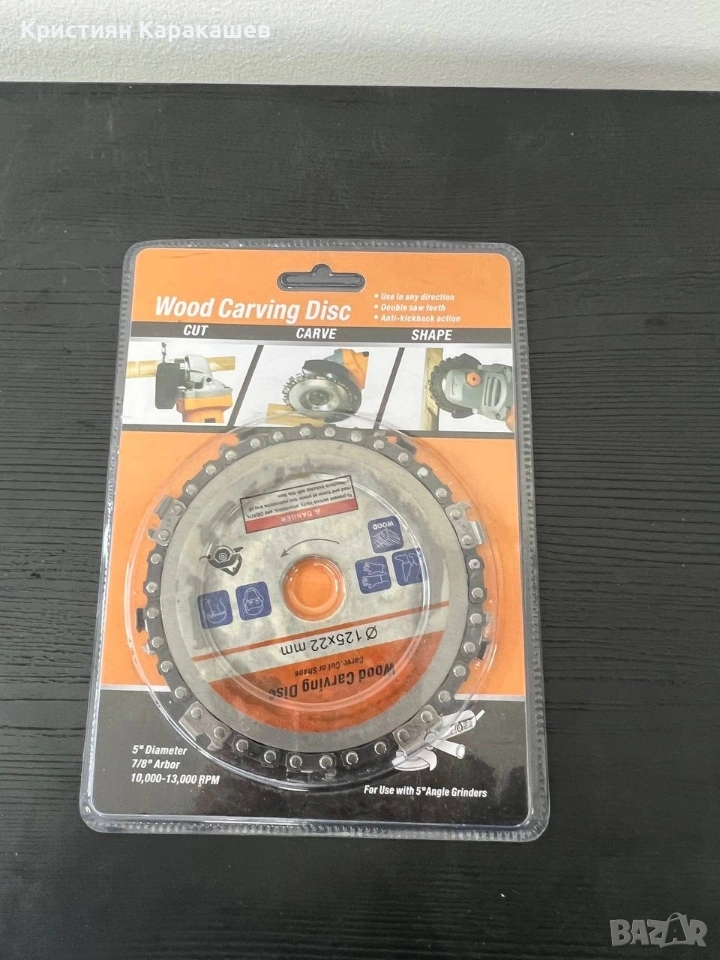 Кристиян Каракашев
Wood Carving Disc
• Use in any direction
• Double saw teeth
• Anti-kickback action
CUT CARVE SHAPE
DANGER
WOOD
Ø 125x22 mm
Wood Carving Disc
Carve, Cut or Shape
5" Diameter
7/8" Arbor
10,000-13,000 RPM
For Use with 5" Angle Grinders
BAZAR